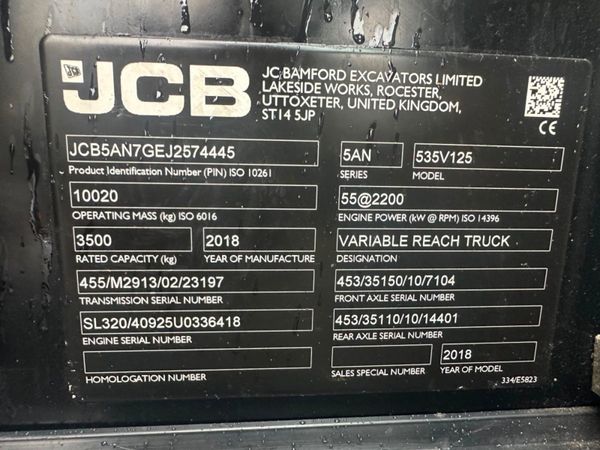 JCB
JC BAMFORD EXCAVATORS LIMITED
LAKESIDE WORKS, ROCESTER,
UTTOXETER, UNITED KINGDOM,
ST14 5JP
CE
JCB5AN7GEJ2574445
5AN
535V125
Product Identification Number (PIN) ISO 10261
SERIES
MODEL
10020
55@2200
OPERATING MASS (kg) ISO 6016
ENGINE POWER (kW @ RPM) ISO 14396
3500
2018
VARIABLE REACH TRUCK
RATED CAPACITY (kg)
YEAR OF MANUFACTURE
DESIGNATION
455/M2913/02/23197
453/35150/10/7104
TRANSMISSION SERIAL NUMBER
FRONT AXLE SERIAL NUMBER
SL320/40925U0336418
453/35110/10/14401
ENGINE SERIAL NUMBER
REAR AXLE SERIAL NUMBER
2018
HOMOLOGATION NUMBER
SALES SPECIAL NUMBER
YEAR OF MODEL
334/E5823